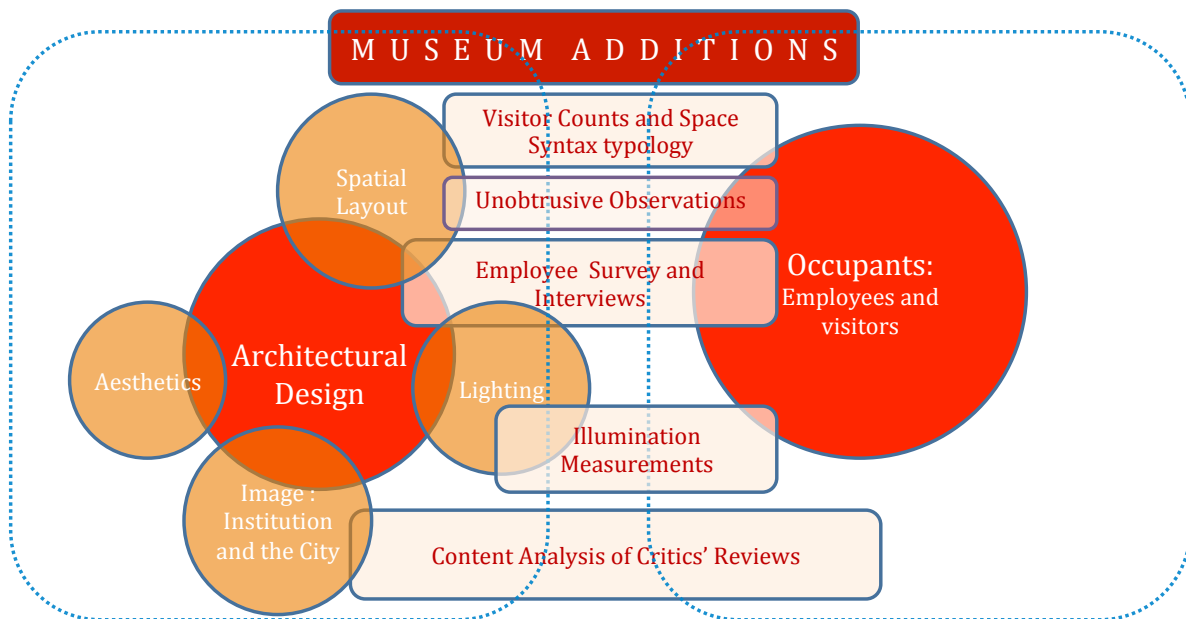 MUSEUM ADDITIONS
Visitor Counts and Space
Syntax typology
Spatial
Layout
Unobtrusive Observations
Employee Survey and
Interviews
Occupants:
Employees and
visitors
Architectural
Design
Aesthetics
Lighting
Illumination
Measurements
Image :
Institution
and the City
Content Analysis of Critics’ Reviews